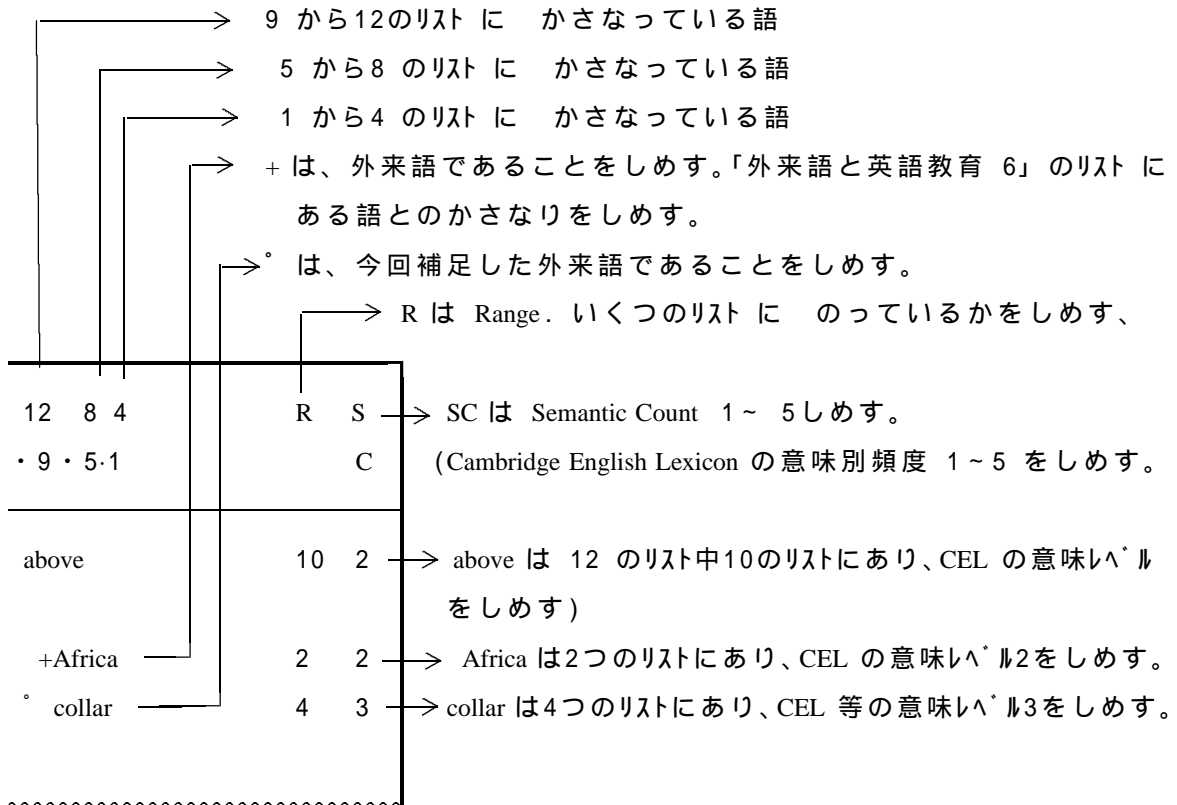 9 から12のﾘｽﾄ に かさなっている語
5 から8 のﾘｽﾄ に かさなっている語
1 から4 のﾘｽﾄ に かさなっている語
+ は、外来語であることをしめす。「外来語と英語教育 6」のﾘｽﾄ に
ある語とのかさなりをしめす。
° は、今回補足した外来語であることをしめす。
R は Range. いくつのﾘｽﾄ に のっているかをしめす、
12 8 4 R S SC は Semantic Count 1 ~ 5しめす。
・9・5·1 C (Cambridge English Lexicon の意味別頻度 1~5 をしめす。
above 10 2 above は 12 のﾘｽﾄ中10のﾘｽﾄにあり、CEL の意味ﾚﾍﾞﾙ
をしめす)
+Africa 2 2 Africa は2つのﾘｽﾄにあり、CEL の意味ﾚﾍﾞﾙ2をしめす。
° collar 4 3 collar は4つのﾘｽﾄにあり、CEL 等の意味ﾚﾍﾞﾙ3をしめす。